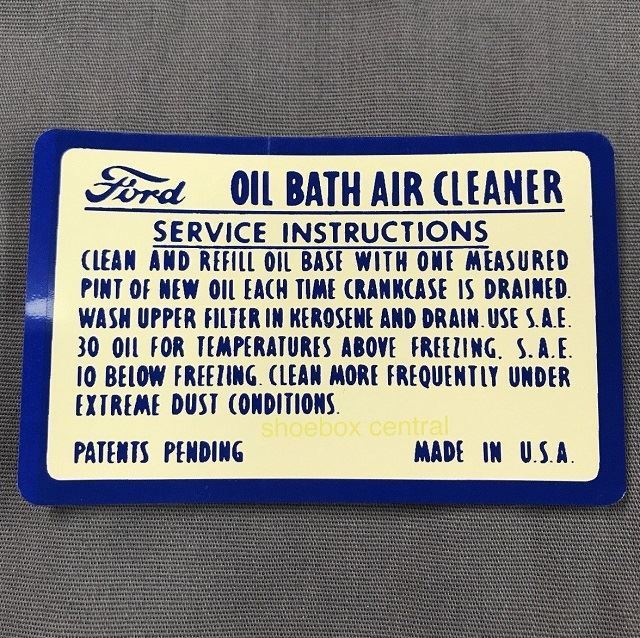 Ford OIL BATH AIR CLEANER
SERVICE INSTRUCTIONS
CLEAN AND REFILL OIL BASE WITH ONE MEASURED
PINT OF NEW OIL EACH TIME CRANKCASE IS DRAINED.
WASH UPPER FILTER IN KEROSENE AND DRAIN. USE S.A.E.
30 OIL FOR TEMPERATURES ABOVE FREEZING, S.A.E.
10 BELOW FREEZING. CLEAN MORE FREQUENTLY UNDER
EXTREME DUST CONDITIONS.
shoebox central
PATENTS PENDING MADE IN U.S.A.